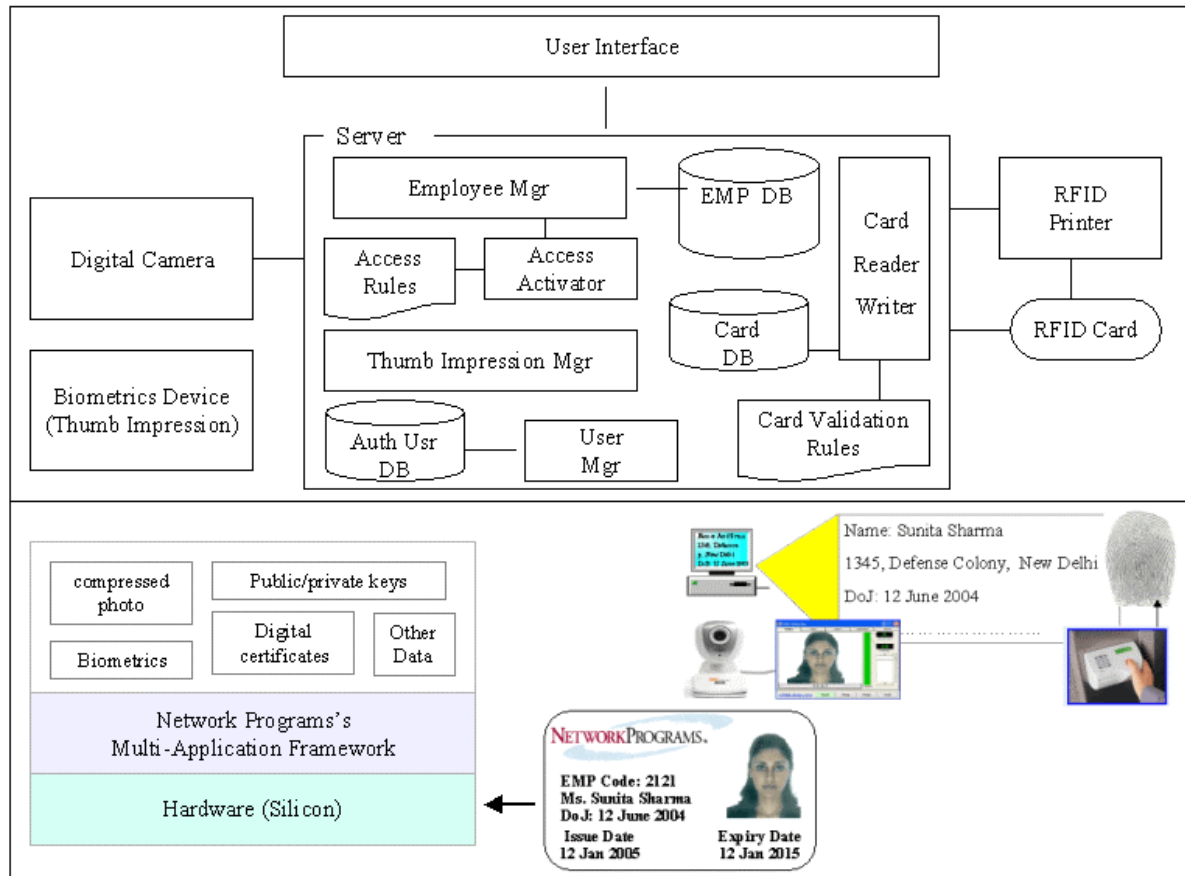 User Interface
Server
Employee Mgr
EMP DB
Card
Reader
Writer
RFID
Printer
Digital Camera
Access
Rules
Access
Activator
Card
DB
RFID Card
Thumb Impression Mgr
Biometrics Device
(Thumb Impression)
Auth Usr
DB
User
Mgr
Card Validation
Rules
compressed
photo
Public/private keys
Biometrics
Digital
certificates
Other
Data
Network Programs's
Multi-Application Framework
Hardware (Silicon)
Name: Sunita Sharma
1345, Defense Colony, New Delhi
DoJ: 12 June 2004
... ... ... ... ... ...
NETWORKPROGRAMS.
EMP Code: 2121
Ms. Sunita Sharma
DoJ: 12 June 2004
Issue Date
12 Jan 2005
Expiry Date
12 Jan 2015